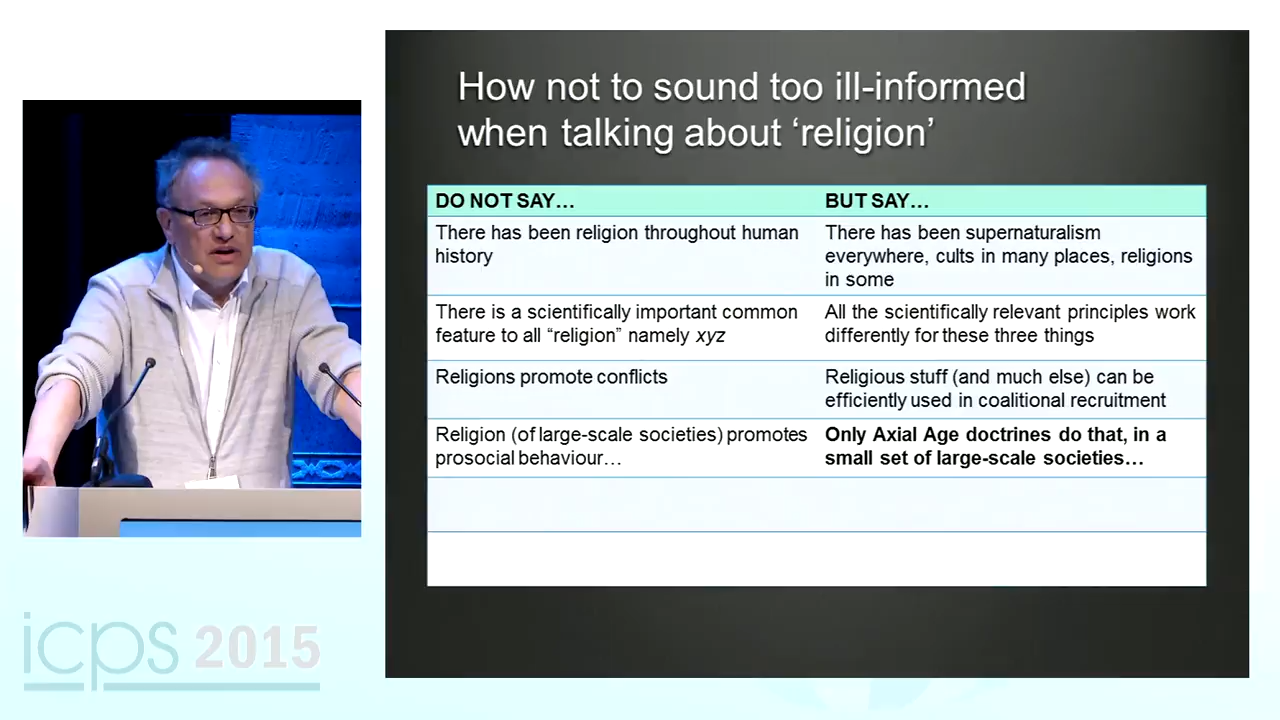 How not to sound too ill-informed
when talking about ‘religion’
DO NOT SAY…
BUT SAY…
There has been religion throughout human
history
There has been supernaturalism
everywhere, cults in many places, religions
in some
There is a scientifically important common
feature to all “religion” namely xyz
All the scientifically relevant principles work
differently for these three things
Religions promote conflicts
Religious stuff (and much else) can be
efficiently used in coalitional recruitment
Religion (of large-scale societies) promotes
prosocial behaviour…
Only Axial Age doctrines do that, in a
small set of large-scale societies…
icps 2015